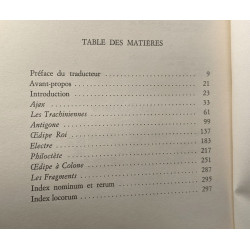 TABLE DES MATIERES
Préface du traducteur 9
Avant-propos 21
Introduction 23
Ajax 33
Les Trachiniennes 61
Antigone 99
Œdipe Roi 137
Electre 183
Philoctète 217
Œdipe à Colone 251
Les Fragments 287
Index nominum et rerum 293
Index locorum 297